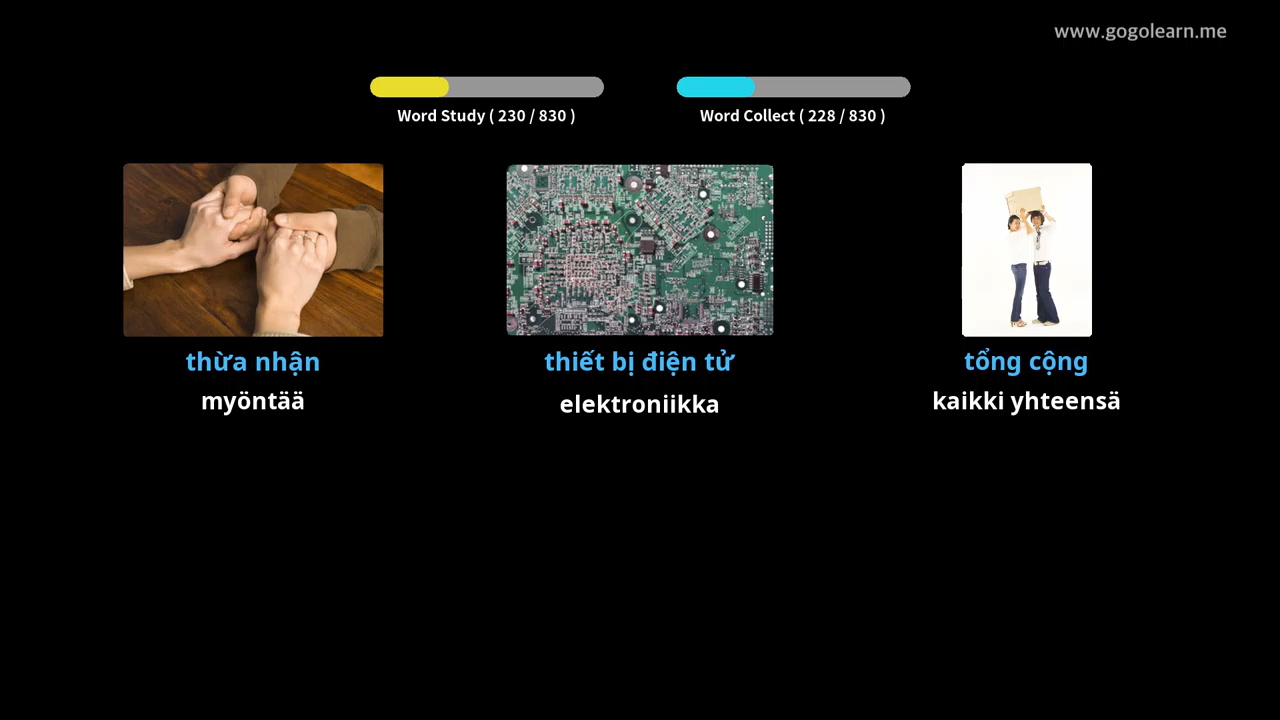 www.gogolearn.me
Word Study ( 230 / 830 )
Word Collect ( 228 / 830 )
thừa nhận
myöntää
thiết bị điện tử
elektroniikka
tổng cộng
kaikki yhteensä